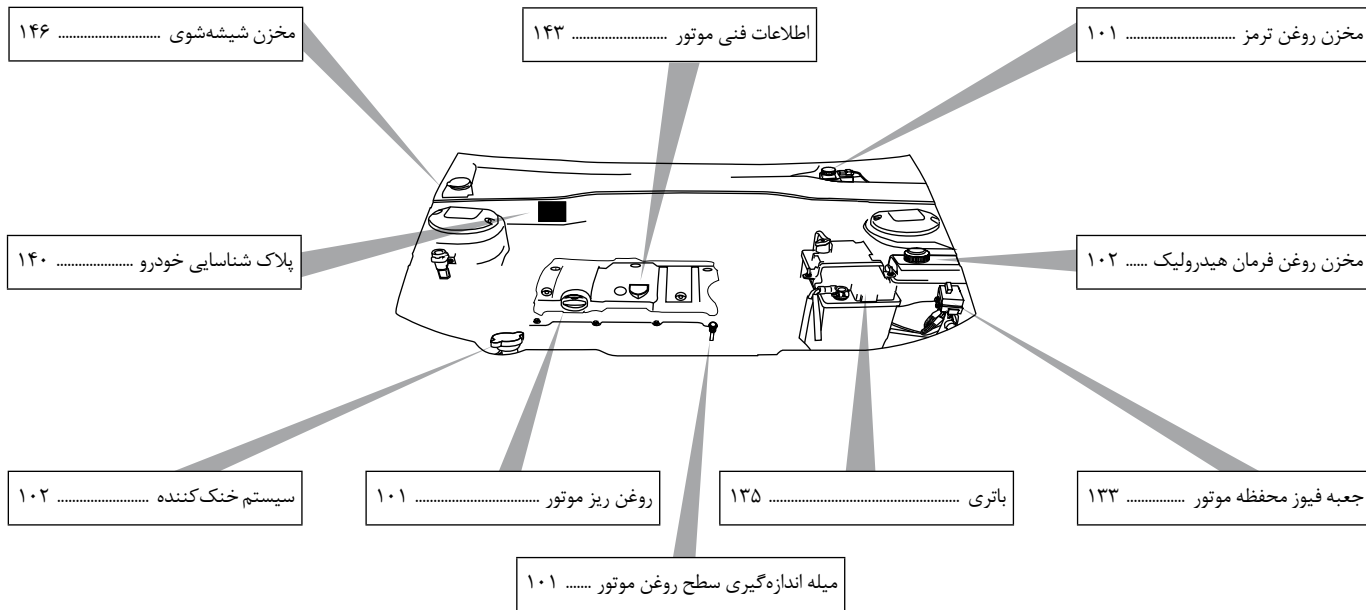 مخزن روغن ترمز ............................ ۱۰۱
اطلاعات فنی موتور ........................ ۱۴۳
مخزن شیشه‌شوی .......................... ۱۴۶
مخزن روغن فرمان هیدرولیک ...... ۱۰۲
پلاک شناسایی خودرو ................... ۱۴۰
جعبه فیوز محفظه موتور ............... ۱۳۳
باتری ....................................................... ۱۳۵
روغن ریز موتور ............................... ۱۰۱
سیستم خنک‌کننده ....................... ۱۰۲
میله اندازه‌گیری سطح روغن موتور ....... ۱۰۱